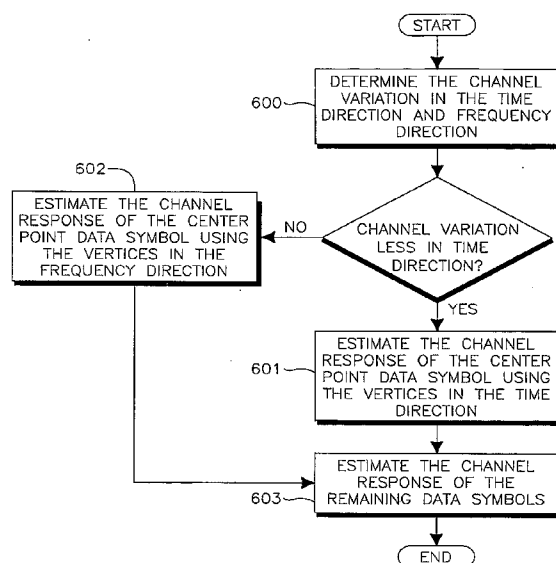 START
600
DETERMINE THE CHANNEL
VARIATION IN THE TIME
DIRECTION AND FREQUENCY
DIRECTION
602
ESTIMATE THE CHANNEL
RESPONSE OF THE CENTER
POINT DATA SYMBOL USING
THE VERTICES IN THE
FREQUENCY DIRECTION
NO
CHANNEL VARIATION
LESS IN TIME
DIRECTION?
YES
601
ESTIMATE THE CHANNEL
RESPONSE OF THE CENTER
POINT DATA SYMBOL USING
THE VERTICES IN THE TIME
DIRECTION
603
ESTIMATE THE CHANNEL
RESPONSE OF THE
REMAINING DATA SYMBOLS
END